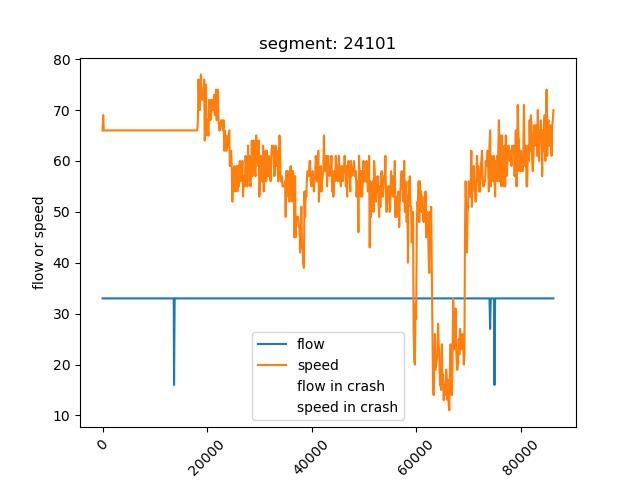 segment: 24101
80
70
60
50
40
30
20
10
flow or speed
flow
speed
flow in crash
speed in crash
0
20000
40000
60000
80000